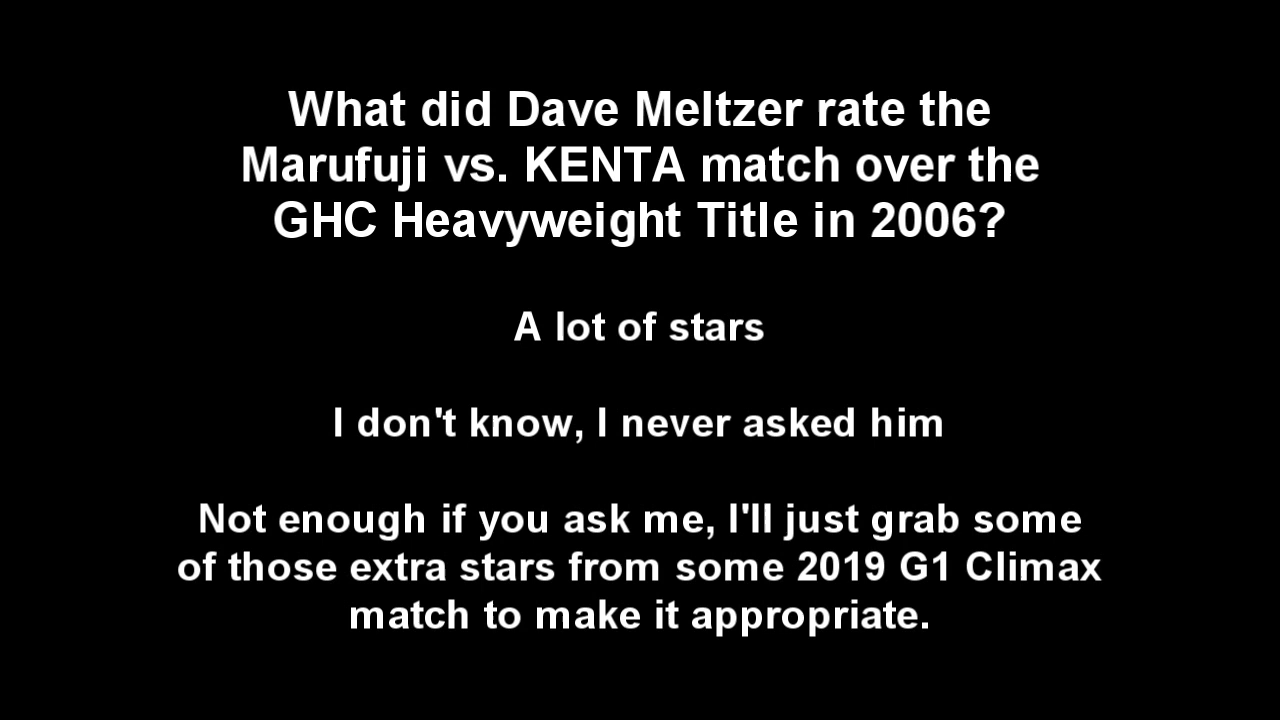 What did Dave Meltzer rate the
Marufuji vs. KENTA match over the
GHC Heavyweight Title in 2006?
A lot of stars
I don't know, I never asked him
Not enough if you ask me, I'll just grab some
of those extra stars from some 2019 G1 Climax
match to make it appropriate.